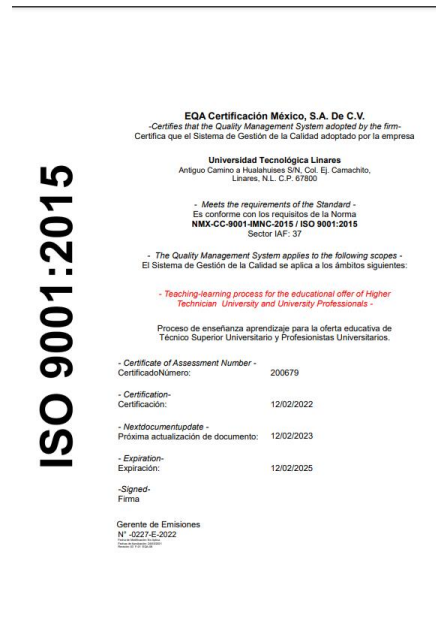 ISO 9001:2015
EQA Certificación México, S.A. De C.V.
-Certifies that the Quality Management System adopted by the firm-
Certifica que el Sistema de Gestión de la Calidad adoptado por la empresa
Universidad Tecnológica Linares
Antiguo Camino a Hualahuises S/N, Col. Ej. Camachito,
Linares, N.L. C.P. 67800
- Meets the requirements of the Standard -
Es conforme con los requisitos de la Norma
NMX-CC-9001-IMNC-2015 / ISO 9001:2015
Sector IAF: 37
- The Quality Management System applies to the following scopes -
El Sistema de Gestión de la Calidad se aplica a los ámbitos siguientes:
- Teaching-learning process for the educational offer of Higher
Technician University and University Professionals -
Proceso de enseñanza aprendizaje para la oferta educativa de
Técnico Superior Universitario y Profesionistas Universitarios.
- Certificate of Assessment Number -
CertificadoNúmero: 200679
- Certification-
Certificación: 12/02/2022
- Nextdocumentupdate -
Próxima actualización de documento: 12/02/2023
- Expiration-
Expiración: 12/02/2025
-Signed-
Firma
Gerente de Emisiones
N° -0227-E-2022